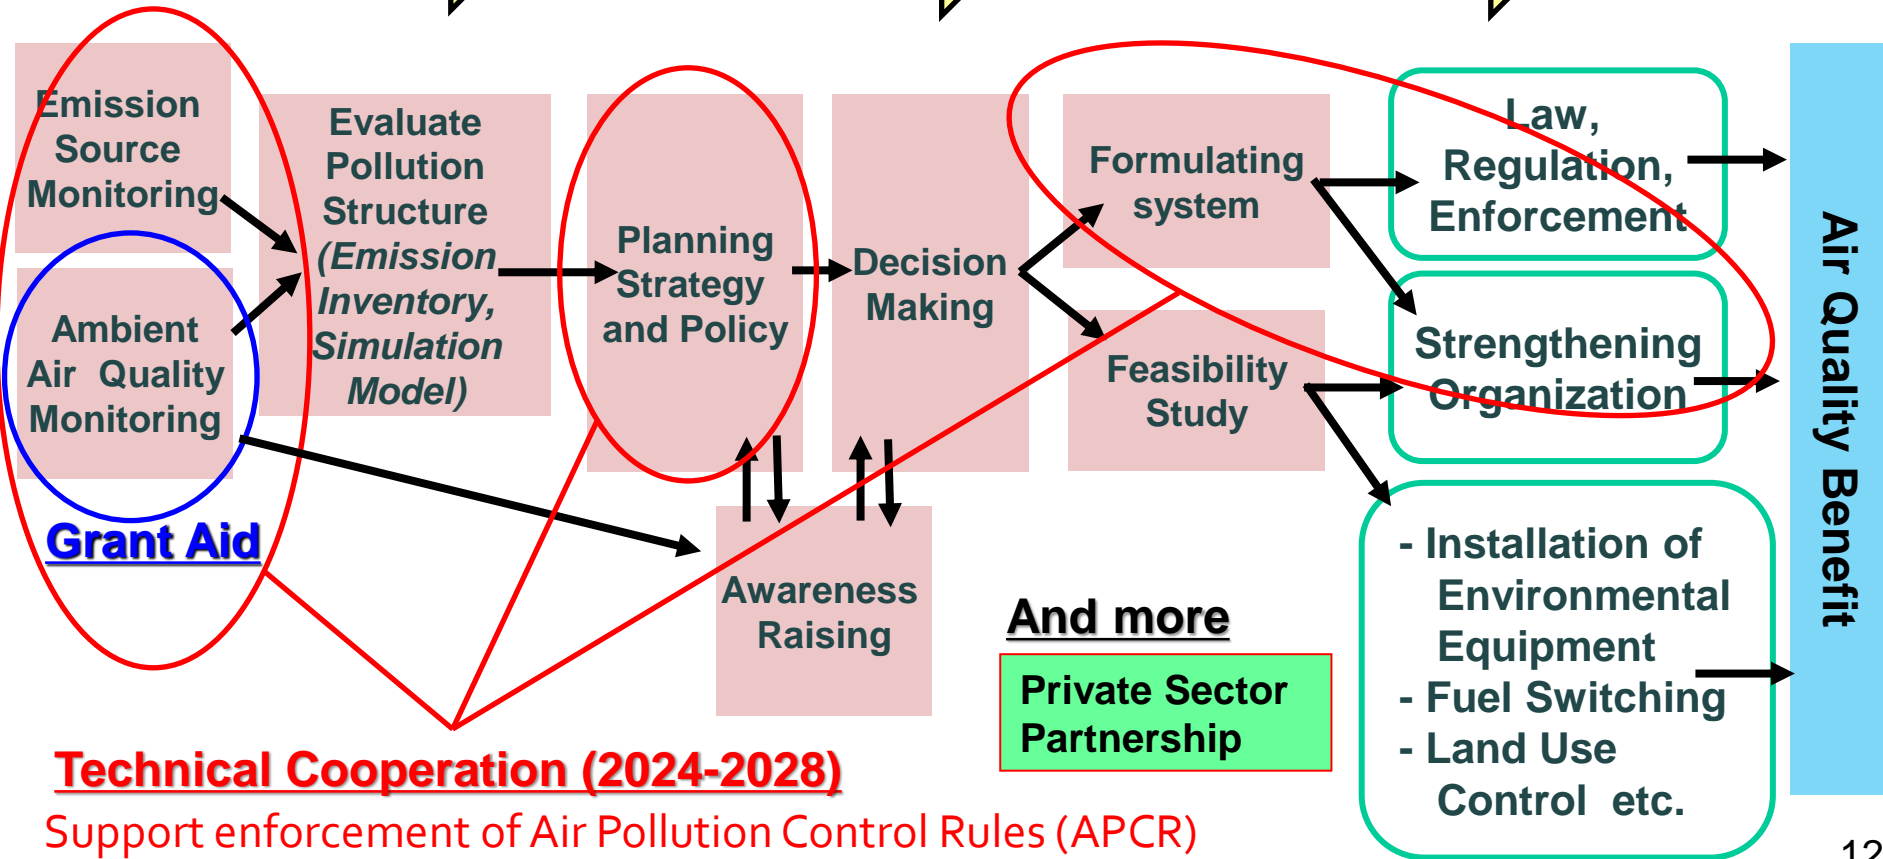 Emission
Source
Monitoring
Ambient
Air Quality
Monitoring
Grant Aid
Evaluate
Pollution
Structure
(Emission
Inventory,
Simulation
Model)
Planning
Strategy
and Policy
Decision
Making
Awareness
Raising
Formulating
system
Feasibility
Study
Law,
Regulation,
Enforcement
Strengthening
Organization
- Installation of
Environmental
Equipment
- Fuel Switching
- Land Use
Control etc.
Air Quality Benefit
And more
Private Sector
Partnership
Technical Cooperation (2024-2028)
Support enforcement of Air Pollution Control Rules (APCR)
12